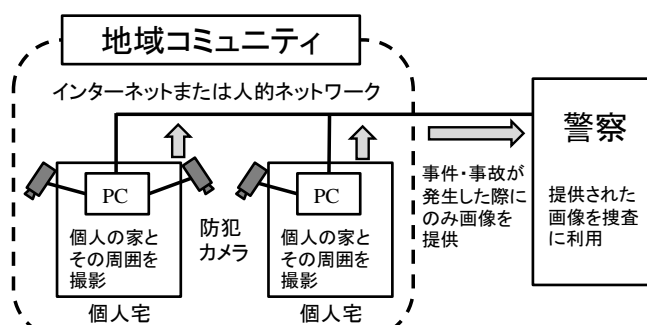 地域コミュニティ
インターネットまたは人的ネットワーク
警察
PC
PC
事件・事故が
発生した際に
のみ画像を
提供
提供された
画像を捜査
に利用
防犯
カメラ
個人の家と
その周囲を
撮影
個人の家と
その周囲を
撮影
個人宅
個人宅